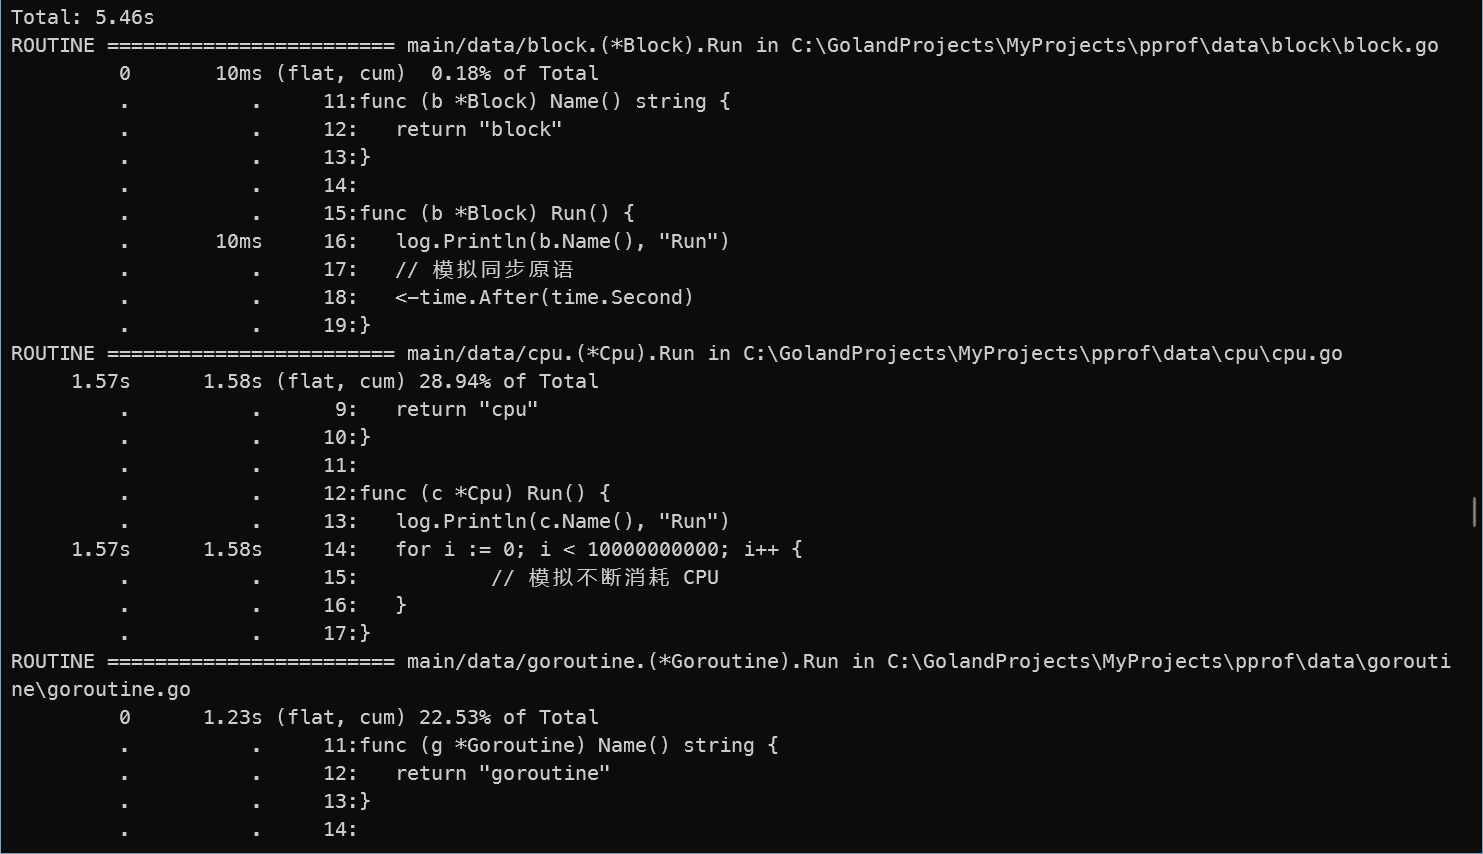 Total: 5.46s
ROUTINE ======================== main/data/block.(*Block).Run in C:\GolandProjects\MyProjects\pprof\data\block\block.go
         0       10ms (flat, cum)  0.18% of Total
         .          .     11:func (b *Block) Name() string {
         .          .     12:   return "block"
         .          .     13:}
         .          .     14:
         .          .     15:func (b *Block) Run() {
         .       10ms     16:   log.Println(b.Name(), "Run")
         .          .     17:   // 模拟同步原语
         .          .     18:   <-time.After(time.Second)
         .          .     19:}
ROUTINE ======================== main/data/cpu.(*Cpu).Run in C:\GolandProjects\MyProjects\pprof\data\cpu\cpu.go
     1.57s      1.58s (flat, cum) 28.94% of Total
         .          .      9:   return "cpu"
         .          .     10:}
         .          .     11:
         .          .     12:func (c *Cpu) Run() {
         .          .     13:   log.Println(c.Name(), "Run")
     1.57s      1.58s     14:   for i := 0; i < 10000000000; i++ {
         .          .     15:           // 模拟不断消耗 CPU
         .          .     16:   }
         .          .     17:}
ROUTINE ======================== main/data/goroutine.(*Goroutine).Run in C:\GolandProjects\MyProjects\pprof\data\gorouti
ne\goroutine.go
         0      1.23s (flat, cum) 22.53% of Total
         .          .     11:func (g *Goroutine) Name() string {
         .          .     12:   return "goroutine"
         .          .     13:}
         .          .     14: